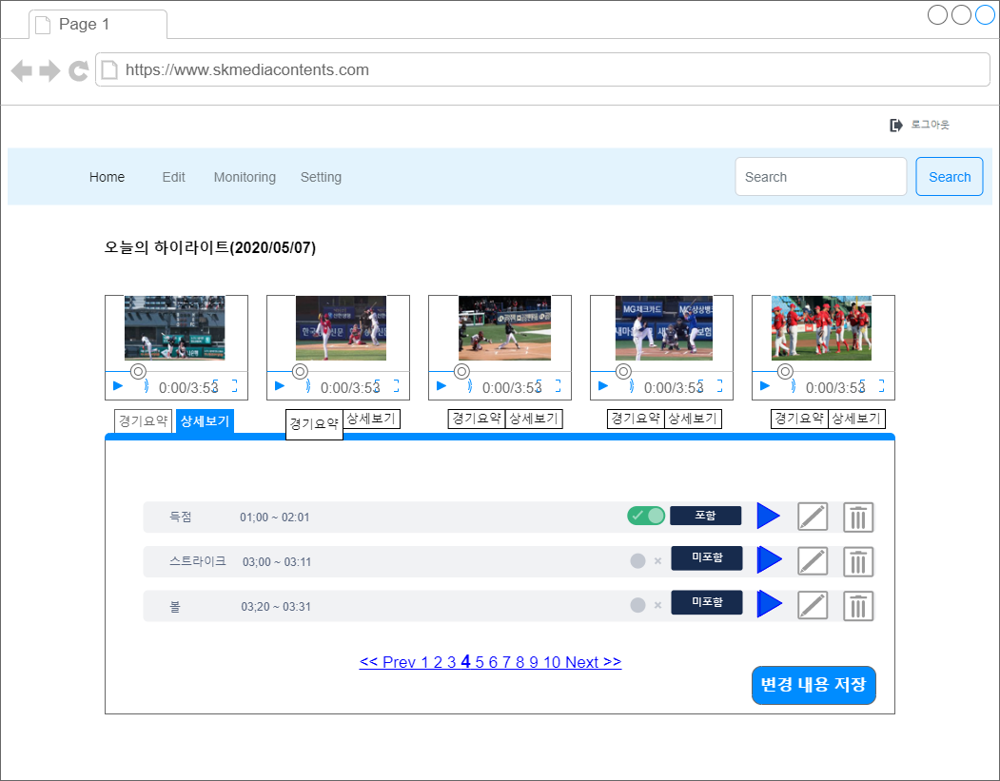 Page 1
https://www.skmediacontents.com
로그아웃
Home Edit Monitoring Setting Search Search
오늘의 하이라이트(2020/05/07)
MG체크카드
0:00/3:53 0:00/3:53 0:00/3:53 0:00/3:53 0:00/3:53
경기요약 상세보기 경기요약 상세보기 경기요약 상세보기 경기요약 상세보기 경기요약 상세보기
득점 01;00 ~ 02:01 포함
스트라이크 03;00 ~ 03:11 미포함
볼 03;20 ~ 03:31 미포함
<< Prev 1 2 3 4 5 6 7 8 9 10 Next >>
변경 내용 저장